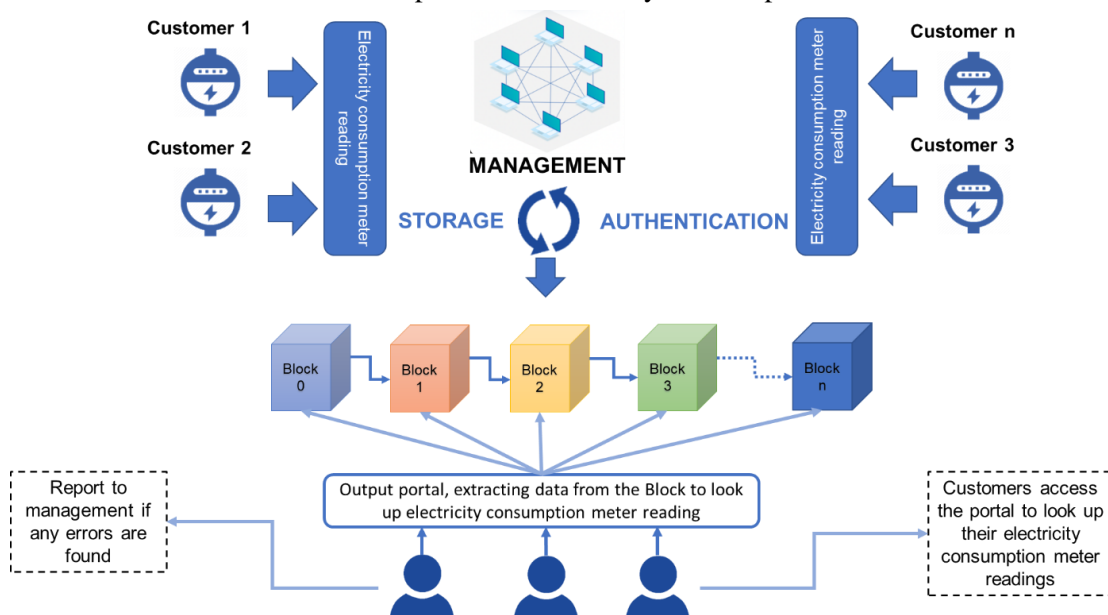 Customer 1
Customer 2
Electricity consumption meter
reading
MANAGEMENT
STORAGE
AUTHENTICATION
Electricity consumption meter
reading
Customer n
Customer 3
Block
0
Block
1
Block
2
Block
3
Block
n
Report to
management if
any errors are
found
Output portal, extracting data from the Block to look
up electricity consumption meter reading
Customers access
the portal to look up
their electricity
consumption meter
readings